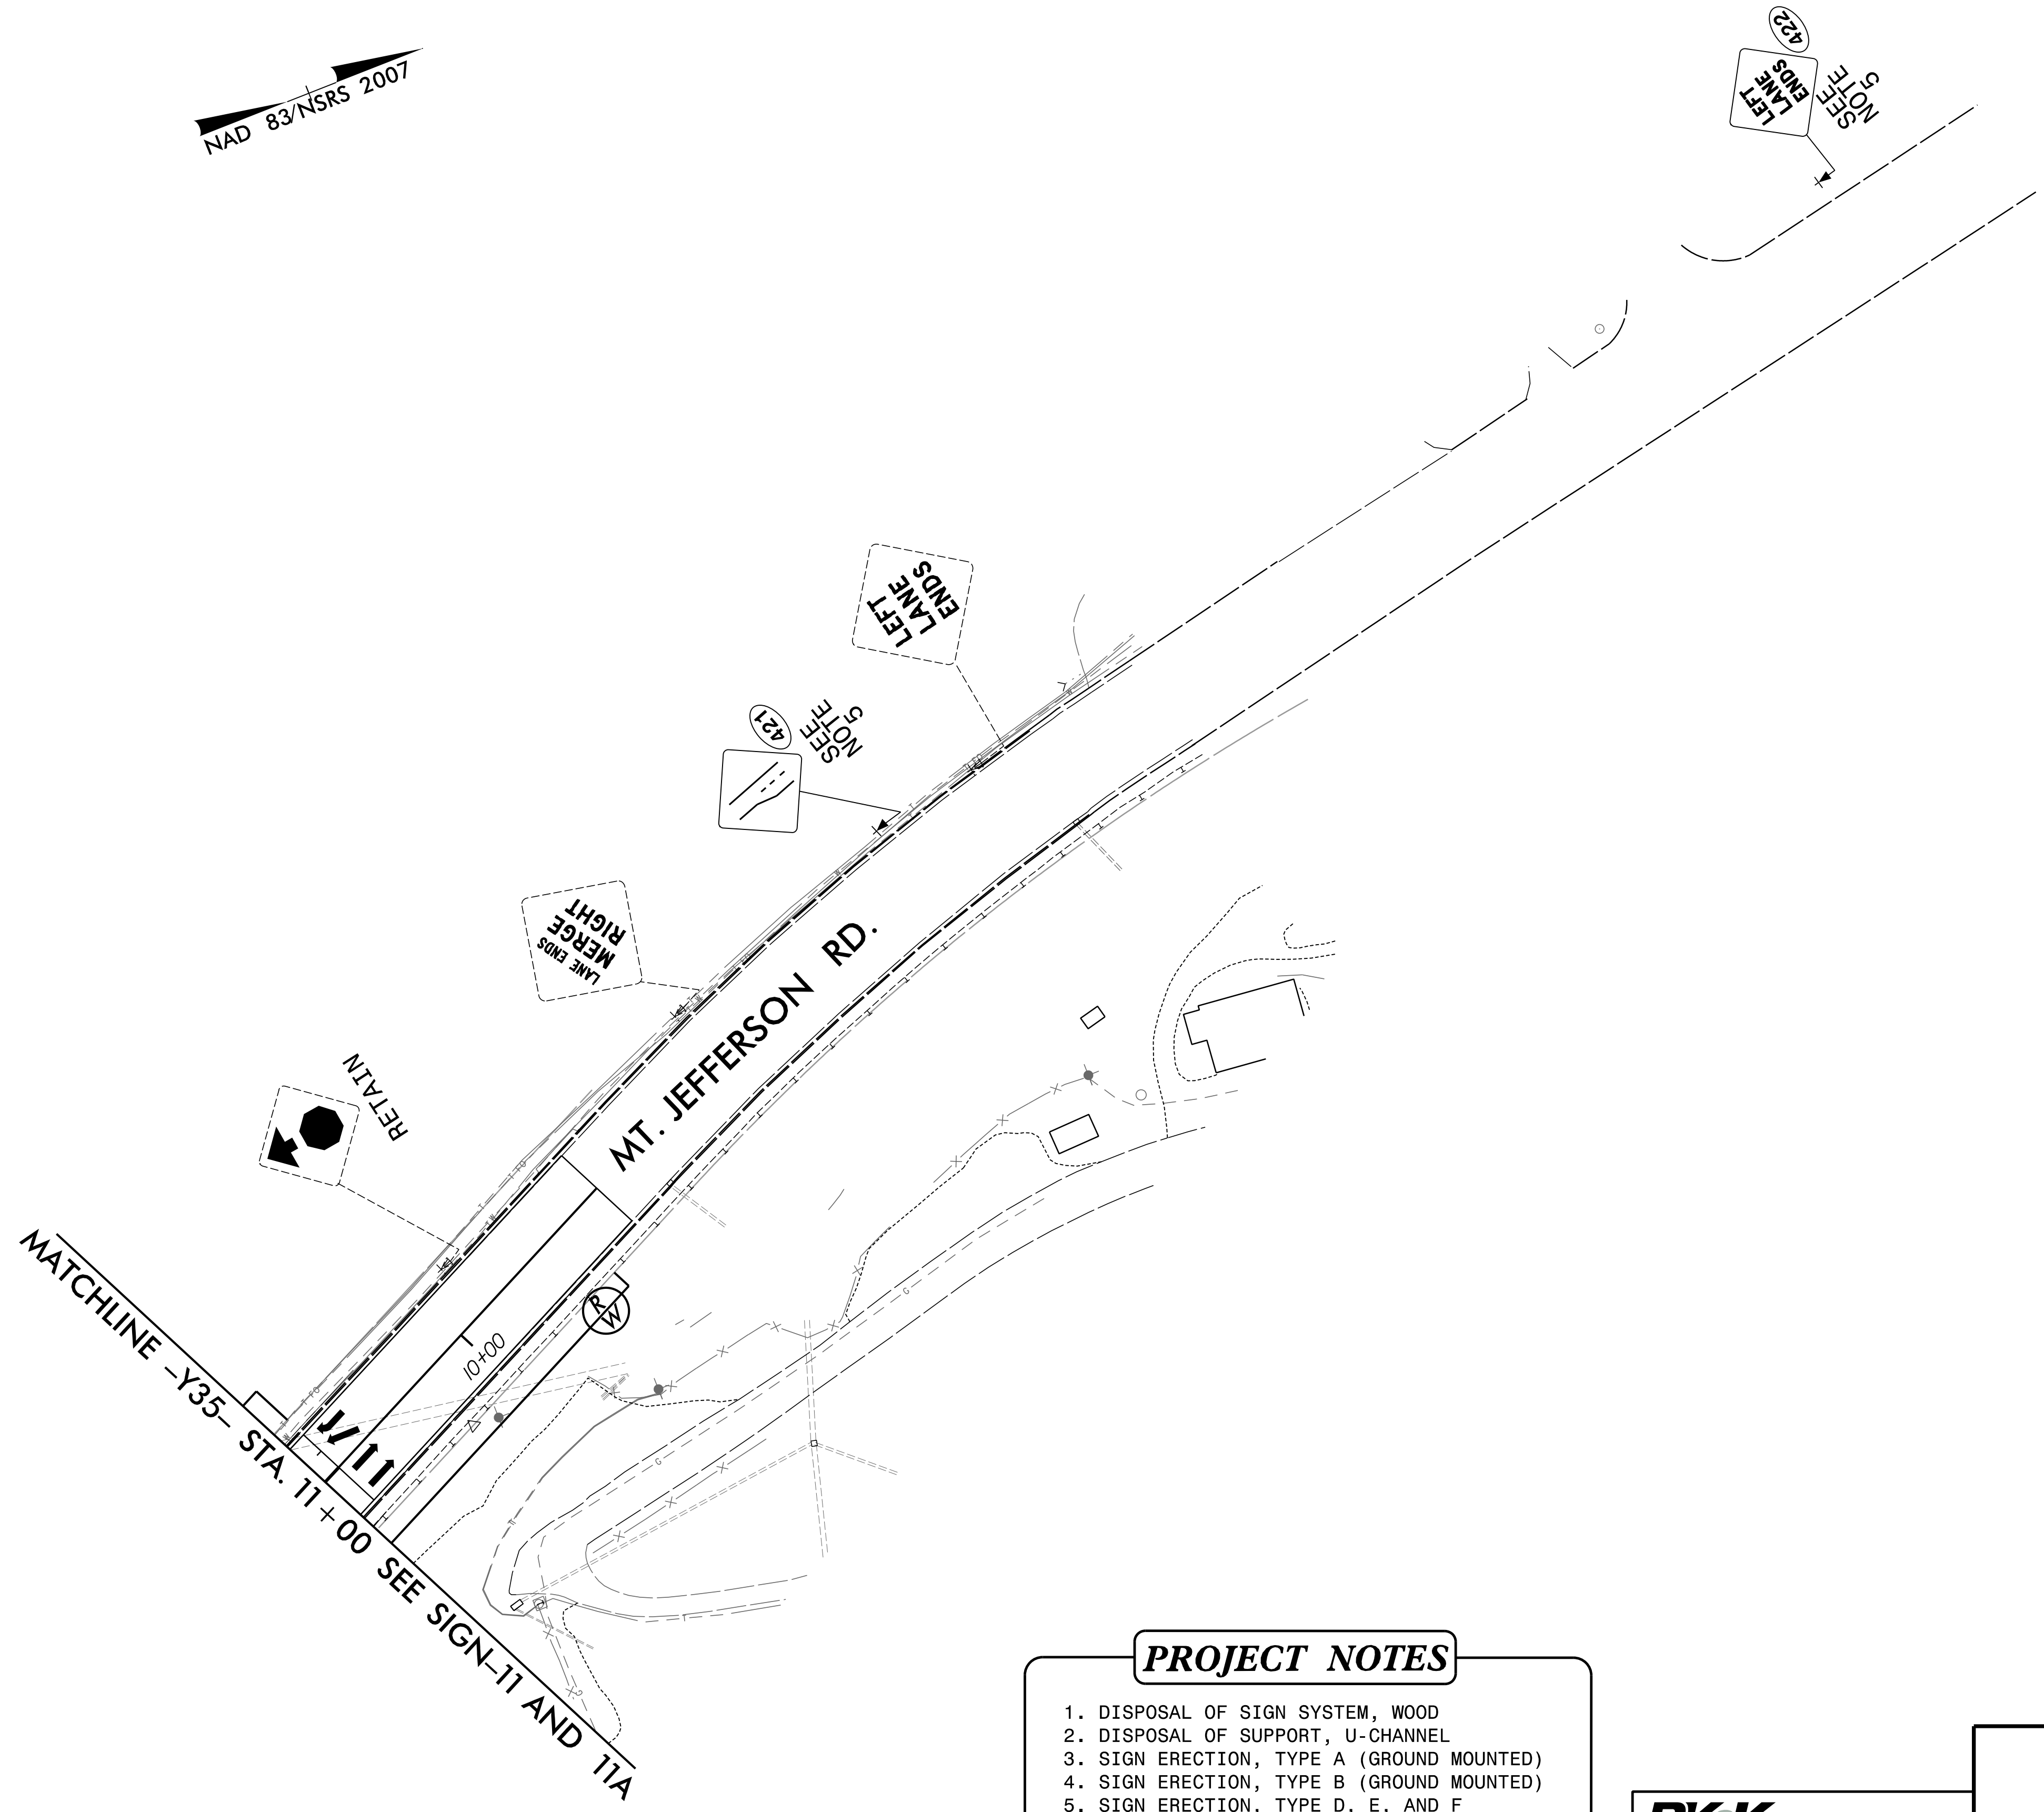 NAD 83/NSRS 2007
422
LEFT
LANE
ENDS
SEE
NOTE
5
LEFT
LANE
ENDS
421
SEE
NOTE
5
LANE ENDS
MERGE
RIGHT
RETAIN
MT. JEFFERSON RD.
10+00
R
W
MATCHLINE -Y35- STA. 11+00 SEE SIGN-11 AND 11A
PROJECT NOTES
1. DISPOSAL OF SIGN SYSTEM, WOOD
2. DISPOSAL OF SUPPORT, U-CHANNEL
3. SIGN ERECTION, TYPE A (GROUND MOUNTED)
4. SIGN ERECTION, TYPE B (GROUND MOUNTED)
5. SIGN ERECTION, TYPE D, E, AND F